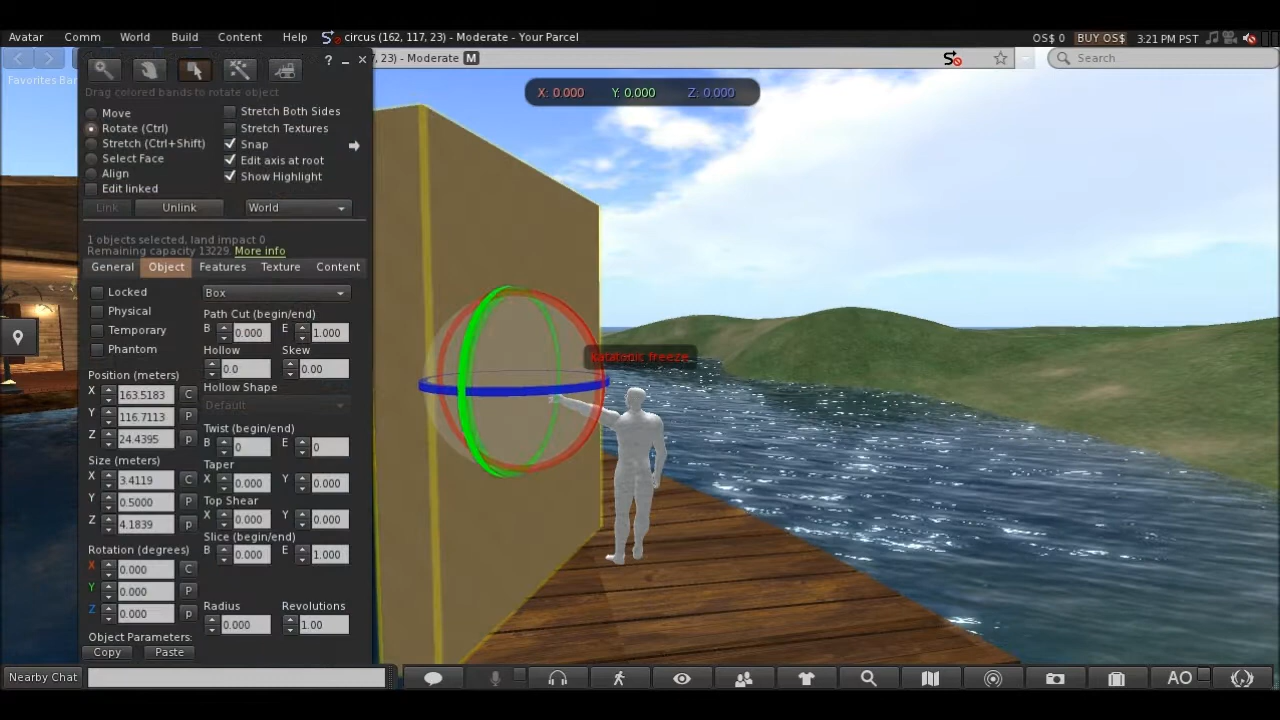 Avatar Comm World Build Content Help circus (162, 117, 23) - Moderate - Your Parcel OS$ 0 BUY OS$ 3:21 PM PST
7, 23) - Moderate M Search
Favorites Bar
Drag colored bands to rotate object
X: 0.000 Y: 0.000 Z: 0.000
Move Stretch Both Sides
Rotate (Ctrl) Stretch Textures
Stretch (Ctrl+Shift) Snap
Select Face Edit axis at root
Align Show Highlight
Edit linked
Link Unlink World
1 objects selected, land impact 0
Remaining capacity 13229. More info
General Object Features Texture Content
Locked Box
Physical Path Cut (begin/end)
Temporary B 0.000 E 1.000
Phantom Hollow Skew
0.0 0.00
Position (meters) Hollow Shape
X 163.5183 C Default
Y 116.7113 P
Z 24.4395 p Twist (begin/end)
B 0 E 0
Size (meters) Taper
X 3.4119 C X 0.000 Y 0.000
Y 0.5000 P Top Shear
Z 4.1839 p X 0.000 Y 0.000
Slice (begin/end)
Rotation (degrees) B 0.000 E 1.000
X 0.000 C
Y 0.000 P
Z 0.000 p Radius Revolutions
0.000 1.00
Object Parameters:
Copy Paste
katatonic freeze
Nearby Chat AO